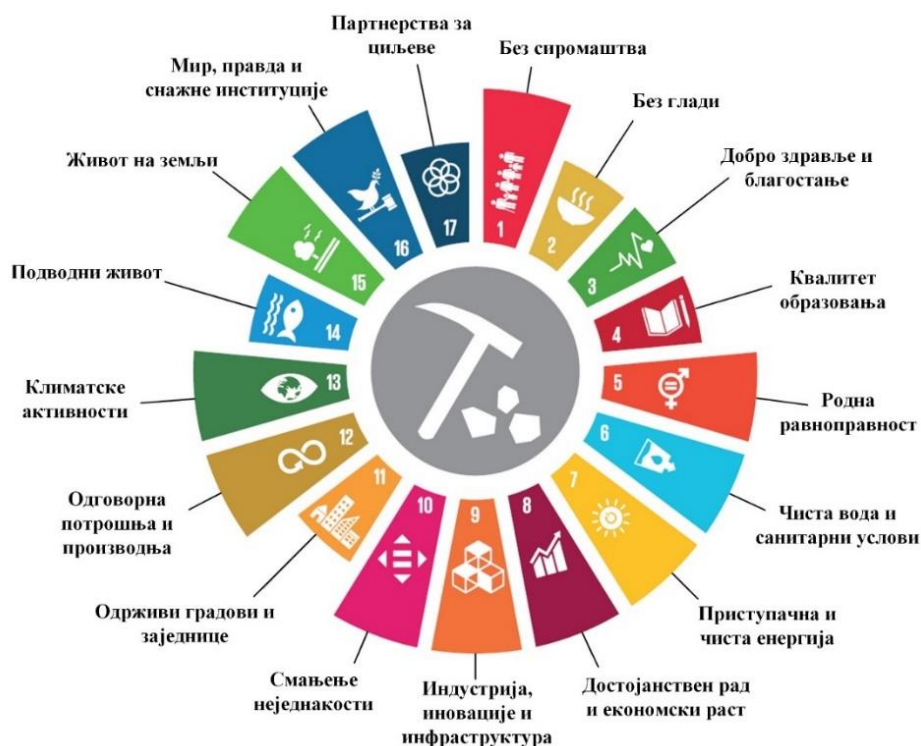 Без сиромаштва
1
Без глади
2
Добро здравље и
благостање
3
Квалитет
образовања
4
Родна
равноправност
5
Чиста вода и
санитарни услови
6
Приступачна и
чиста енергија
7
Достојанствен рад
и економски раст
8
Индустрија,
иновације и
инфраструктура
9
Смањење
неједнакости
10
Одрживи градови и
заједнице
11
Одговорна
потрошња и
производња
12
Климатске
активности
13
Подводни живот
14
Живот на земљи
15
Мир, правда и
снажне институције
16
Партнерства за
циљеве
17